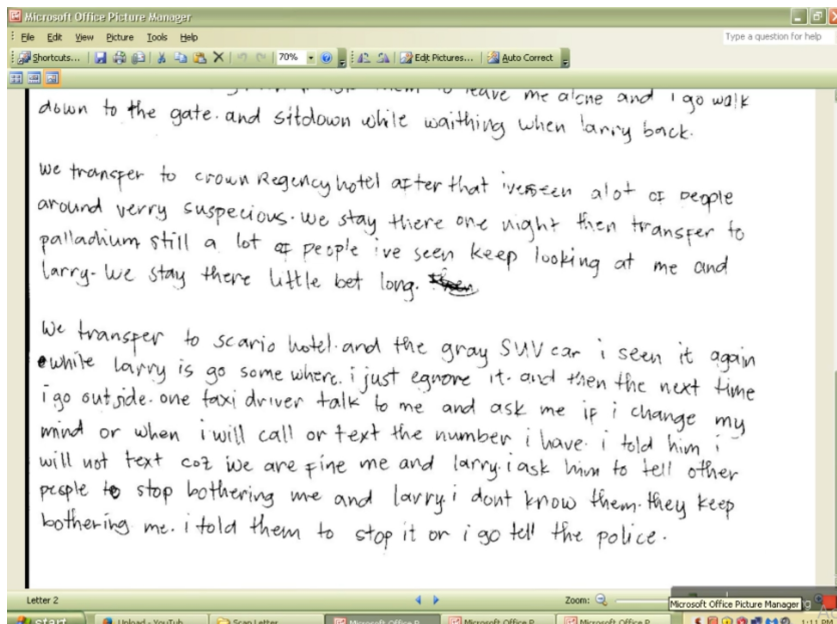 Microsoft Office Picture Manager
File Edit View Picture Tools Help
Type a question for help
Shortcuts... 70% Edit Pictures... Auto Correct
leave me alone and i go walk
down to the gate. and sitdown while waithing when larry back.
We transfer to crown Regency hotel after that i'veseen alot of people
around verry suspecious. we stay there one night then transfer to
palladhium still a lot of people ive seen keep looking at me and
larry. We stay there little bet long.
We transfer to scario hotel. and the gray SUV car i seen it again
while larry is go some where. i just egnore it. and then the next time
i go outside. one taxi driver talk to me and ask me if i change my
mind or when i will call or text the number i have. i told him i
will not text coz we are fine me and larry. i ask him to tell other
people to stop bothering me and larry. i dont know them. they keep
bothering me. i told them to stop it or i go tell the police.
Letter 2
Zoom:
Microsoft Office Picture Manager
start Upload - YouTub... Scan Letter Microsoft Office P... Microsoft Office P... Microsoft Office P... 1:11 PM